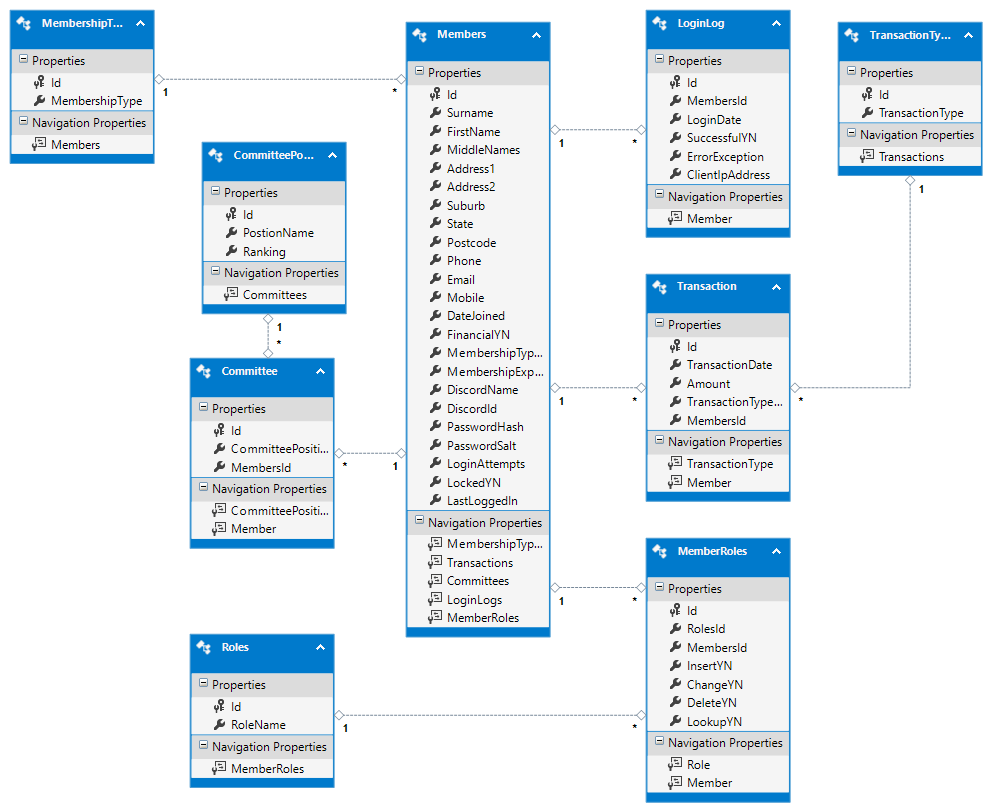 MembershipT...
Properties
Id
MembershipType
Navigation Properties
Members
1
*
CommitteePo...
Properties
Id
PostionName
Ranking
Navigation Properties
Committees
1
*
Committee
Properties
Id
CommitteePositi...
MembersId
Navigation Properties
CommitteePositi...
Member
*
1
Roles
Properties
Id
RoleName
Navigation Properties
MemberRoles
1
*
Members
Properties
Id
Surname
FirstName
MiddleNames
Address1
Address2
Suburb
State
Postcode
Phone
Email
Mobile
DateJoined
FinancialYN
MembershipTyp...
MembershipExp...
DiscordName
DiscordId
PasswordHash
PasswordSalt
LoginAttempts
LockedYN
LastLoggedIn
Navigation Properties
MembershipTyp...
Transactions
Committees
LoginLogs
MemberRoles
1
*
1
*
1
*
LoginLog
Properties
Id
MembersId
LoginDate
SuccessfulYN
ErrorException
ClientIpAddress
Navigation Properties
Member
Transaction
Properties
Id
TransactionDate
Amount
TransactionType...
MembersId
Navigation Properties
TransactionType
Member
MemberRoles
Properties
Id
RolesId
MembersId
InsertYN
ChangeYN
DeleteYN
LookupYN
Navigation Properties
Role
Member
TransactionTy...
Properties
Id
TransactionType
Navigation Properties
Transactions
1
*